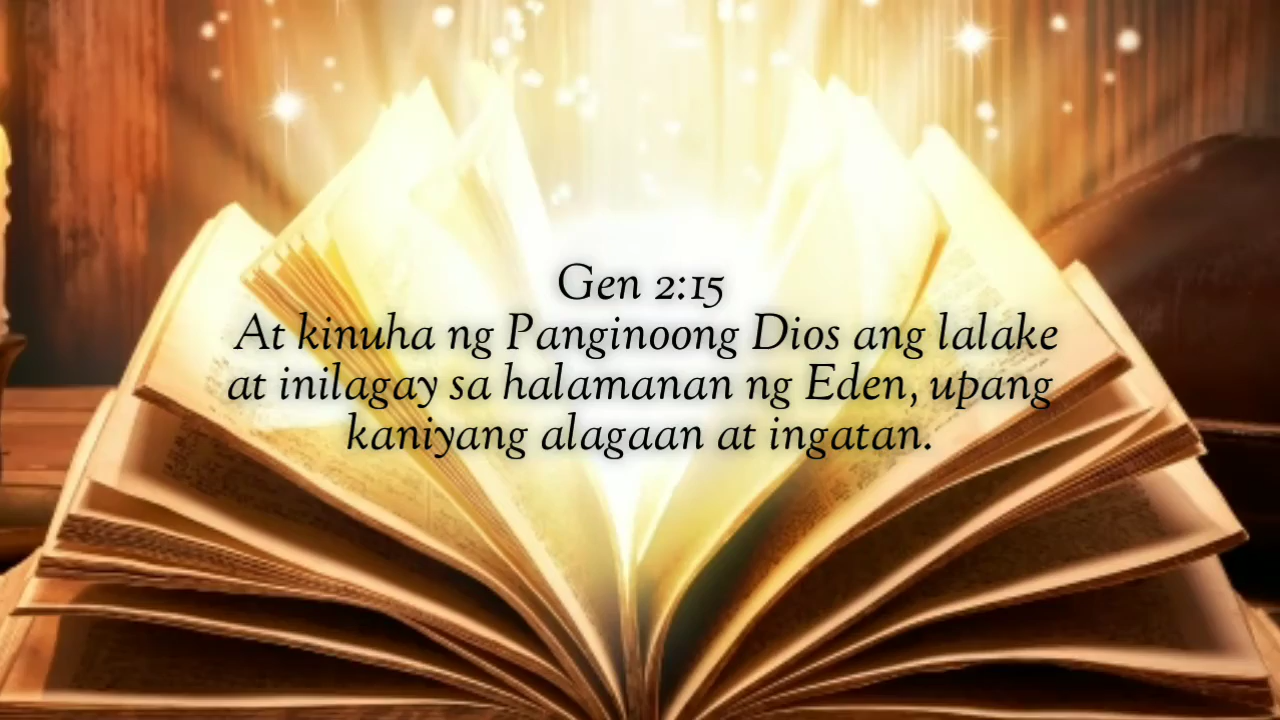 Gen 2:15
At kinuha ng Panginoong Dios ang lalake
at inilagay sa halamanan ng Eden, upang
kaniyang alagaan at ingatan.